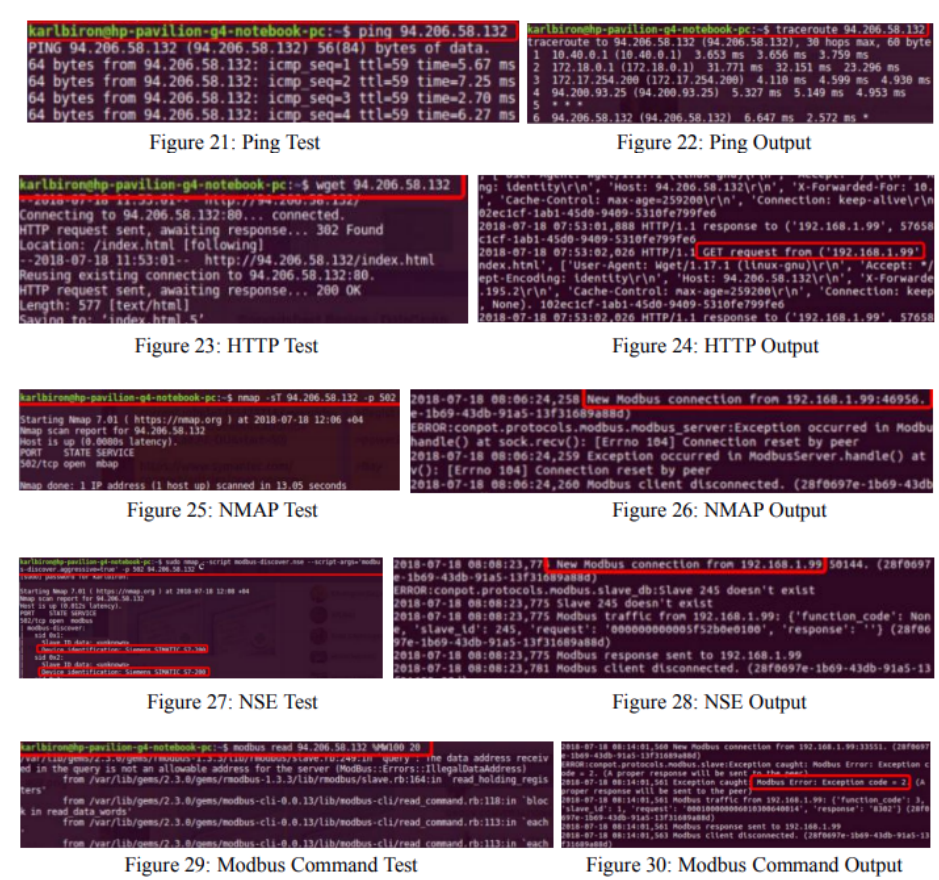 karlbiron@hp-pavilion-g4-notebook-pc:~$ ping 94.206.58.132
PING 94.206.58.132 (94.206.58.132) 56(84) bytes of data.
64 bytes from 94.206.58.132: icmp_seq=1 ttl=59 time=5.67 ms
64 bytes from 94.206.58.132: icmp_seq=2 ttl=59 time=7.25 ms
64 bytes from 94.206.58.132: icmp_seq=3 ttl=59 time=2.70 ms
64 bytes from 94.206.58.132: icmp_seq=4 ttl=59 time=6.27 ms
Figure 21: Ping Test
karlbiron@hp-pavilion-g4-notebook-pc:~$ traceroute 94.206.58.132
traceroute to 94.206.58.132 (94.206.58.132), 30 hops max, 60 byte
1 10.40.0.1 (10.40.0.1) 3.653 ms 3.656 ms 3.759 ms
2 172.18.0.1 (172.18.0.1) 31.771 ms 32.151 ms 23.296 ms
3 172.17.254.200 (172.17.254.200) 4.110 ms 4.599 ms 4.930 ms
4 94.200.93.25 (94.200.93.25) 5.327 ms 5.149 ms 4.953 ms
5 * * *
6 94.206.58.132 (94.206.58.132) 6.647 ms 2.572 ms *
Figure 22: Ping Output
karlbiron@hp-pavilion-g4-notebook-pc:~$ wget 94.206.58.132
--2018-07-18 11:53:01-- http://94.206.58.132/
Connecting to 94.206.58.132:80... connected.
HTTP request sent, awaiting response... 302 Found
Location: /index.html [following]
--2018-07-18 11:53:01-- http://94.206.58.132/index.html
Reusing existing connection to 94.206.58.132:80.
HTTP request sent, awaiting response... 200 OK
Length: 577 [text/html]
Saving to: ‘index.html.5’
Figure 23: HTTP Test
ng: identity\r\n', 'Host: 94.206.58.132\r\n', 'X-Forwarded-For: 10.
', 'Cache-Control: max-age=259200\r\n', 'Connection: keep-alive\r\n
02ec1cf-1ab1-45d0-9409-5310fe799fe6
2018-07-18 07:53:01,888 HTTP/1.1 response to ('192.168.1.99', 57658
c1cf-1ab1-45d0-9409-5310fe799fe6
2018-07-18 07:53:02,026 HTTP/1.1 GET request from ('192.168.1.99'
ndex.html', ['User-Agent: Wget/1.17.1 (linux-gnu)\r\n', 'Accept: */
ept-Encoding: identity\r\n', 'Host: 94.206.58.132\r\n', 'X-Forwarde
.195.2\r\n', 'Cache-Control: max-age=259200\r\n', 'Connection: keep
None). 102ec1cf-1ab1-45d0-9409-5310fe799fe6
2018-07-18 07:53:02,026 HTTP/1.1 response to ('192.168.1.99', 57658
Figure 24: HTTP Output
karlbiron@hp-pavilion-g4-notebook-pc:~$ nmap -sT 94.206.58.132 -p 502
Starting Nmap 7.01 ( https://nmap.org ) at 2018-07-18 12:06 +04
Nmap scan report for 94.206.58.132
Host is up (0.0080s latency).
PORT STATE SERVICE
502/tcp open mbap
Nmap done: 1 IP address (1 host up) scanned in 13.05 seconds
Figure 25: NMAP Test
2018-07-18 08:06:24,258 New Modbus connection from 192.168.1.99:46956.
e-1b69-43db-91a5-13f31689a88d)
ERROR:conpot.protocols.modbus.modbus_server:Exception occurred in Modbu
handle() at sock.recv(): [Errno 104] Connection reset by peer
2018-07-18 08:06:24,259 Exception occurred in ModbusServer.handle() at
v(): [Errno 104] Connection reset by peer
2018-07-18 08:06:24,260 Modbus client disconnected. (28f0697e-1b69-43db
Figure 26: NMAP Output
karlbiron@hp-pavilion-g4-notebook-pc:~$ sudo nmap --script modbus-discover.nse --script-args='modbu
s-discover.aggressive=true' -p 502 94.206.58.132
[sudo] password for karlbiron:
Starting Nmap 7.01 ( https://nmap.org ) at 2018-07-18 12:08 +04
Nmap scan report for 94.206.58.132
Host is up (0.012s latency).
PORT STATE SERVICE
502/tcp open modbus
modbus-discover:
sid 0x1:
Slave ID data: <unknown>
Device identification: Siemens SIMATIC S7-200
sid 0x2:
Slave ID data: <unknown>
Device identification: Siemens SIMATIC S7-200
Figure 27: NSE Test
2018-07-18 08:08:23,77 New Modbus connection from 192.168.1.99 50144. (28f0697
e-1b69-43db-91a5-13f31689a88d)
ERROR:conpot.protocols.modbus.slave_db:Slave 245 doesn't exist
2018-07-18 08:08:23,775 Slave 245 doesn't exist
2018-07-18 08:08:23,775 Modbus traffic from 192.168.1.99: {'function_code': Non
e, 'slave_id': 245, 'request': '000000000005f52b0e0100', 'response': ''} (28f06
97e-1b69-43db-91a5-13f31689a88d)
2018-07-18 08:08:23,775 Modbus response sent to 192.168.1.99
2018-07-18 08:08:23,781 Modbus client disconnected. (28f0697e-1b69-43db-91a5-13
Figure 28: NSE Output
karlbiron@hp-pavilion-g4-notebook-pc:~$ modbus read 94.206.58.132 %MW100 20
/var/lib/gems/2.3.0/gems/rmodbus-1.3.3/lib/rmodbus/slave.rb:249:in `query': The data address receiv
ed in the query is not an allowable address for the server (ModBus::Errors::IllegalDataAddress)
from /var/lib/gems/2.3.0/gems/rmodbus-1.3.3/lib/rmodbus/slave.rb:164:in `read_holding_regis
ters'
from /var/lib/gems/2.3.0/gems/modbus-cli-0.0.13/lib/modbus-cli/read_command.rb:118:in `bloc
k in read_data_words'
from /var/lib/gems/2.3.0/gems/modbus-cli-0.0.13/lib/modbus-cli/read_command.rb:113:in `each
'
from /var/lib/gems/2.3.0/gems/modbus-cli-0.0.13/lib/modbus-cli/read command.rb:113:in `each
Figure 29: Modbus Command Test
2018-07-18 08:14:01,560 New Modbus connection from 192.168.1.99:33551. (28f0697
e-1b69-43db-91a5-13f31689a88d)
ERROR:conpot.protocols.modbus.slave:Exception caught: Modbus Error: Exception c
ode = 2. (A proper response will be sent to the peer)
2018-07-18 08:14:01,561 Exception caught: Modbus Error: Exception code = 2 (A
proper response will be sent to the peer)
2018-07-18 08:14:01,561 Modbus traffic from 192.168.1.99: {'function_code': 3,
2018-07-18 08:14:01,561 Modbus response sent to 192.168.1.99
2018-07-18 08:14:01,561 Modbus client disconnected. (28f0697e-1b69-43db-91a5-13
f31689a88d)
Figure 30: Modbus Command Output